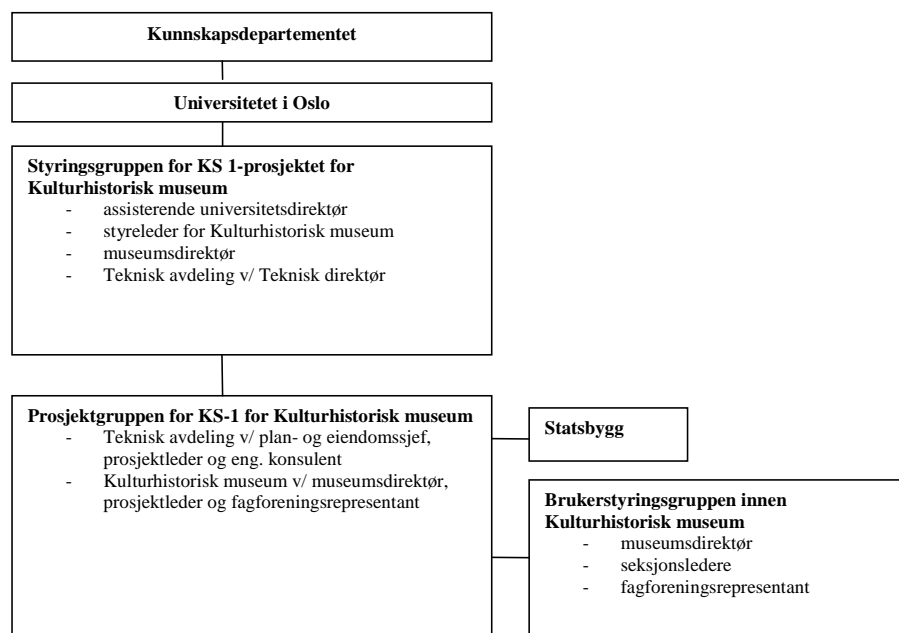 Kunnskapsdepartementet
Universitetet i Oslo
Styringsgruppen for KS 1-prosjektet for
Kulturhistorisk museum
- assisterende universitetsdirektør
- styreleder for Kulturhistorisk museum
- museumsdirektør
- Teknisk avdeling v/ Teknisk direktør
Prosjektgruppen for KS-1 for Kulturhistorisk museum
- Teknisk avdeling v/ plan- og eiendomssjef,
prosjektleder og eng. konsulent
- Kulturhistorisk museum v/ museumsdirektør,
prosjektleder og fagforeningsrepresentant
Statsbygg
Brukerstyringsgruppen innen
Kulturhistorisk museum
- museumsdirektør
- seksjonsledere
- fagforeningsrepresentant